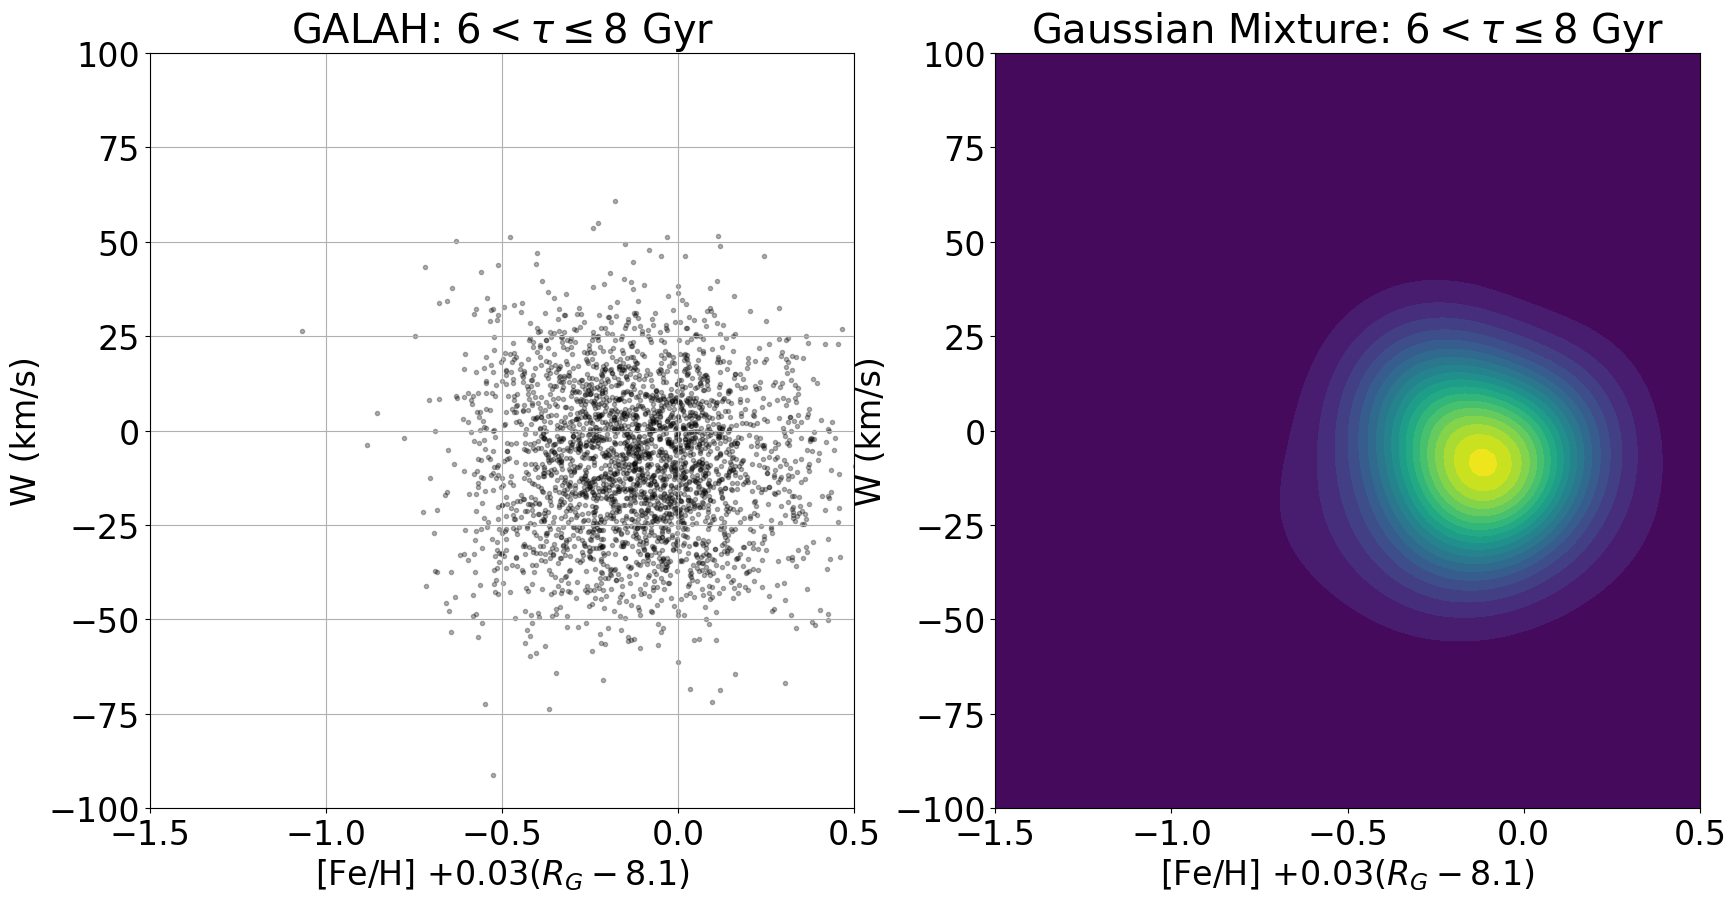 GALAH: 6 < τ ≤ 8 Gyr
100
75
50
25
0
−25
−50
−75
−100
W (km/s)
−1.5 −1.0 −0.5 0.0 0.5
[Fe/H] +0.03(R_G − 8.1)
Gaussian Mixture: 6 < τ ≤ 8 Gyr
100
75
50
25
0
−25
−50
−75
−100
W (km/s)
−1.5 −1.0 −0.5 0.0 0.5
[Fe/H] +0.03(R_G − 8.1)